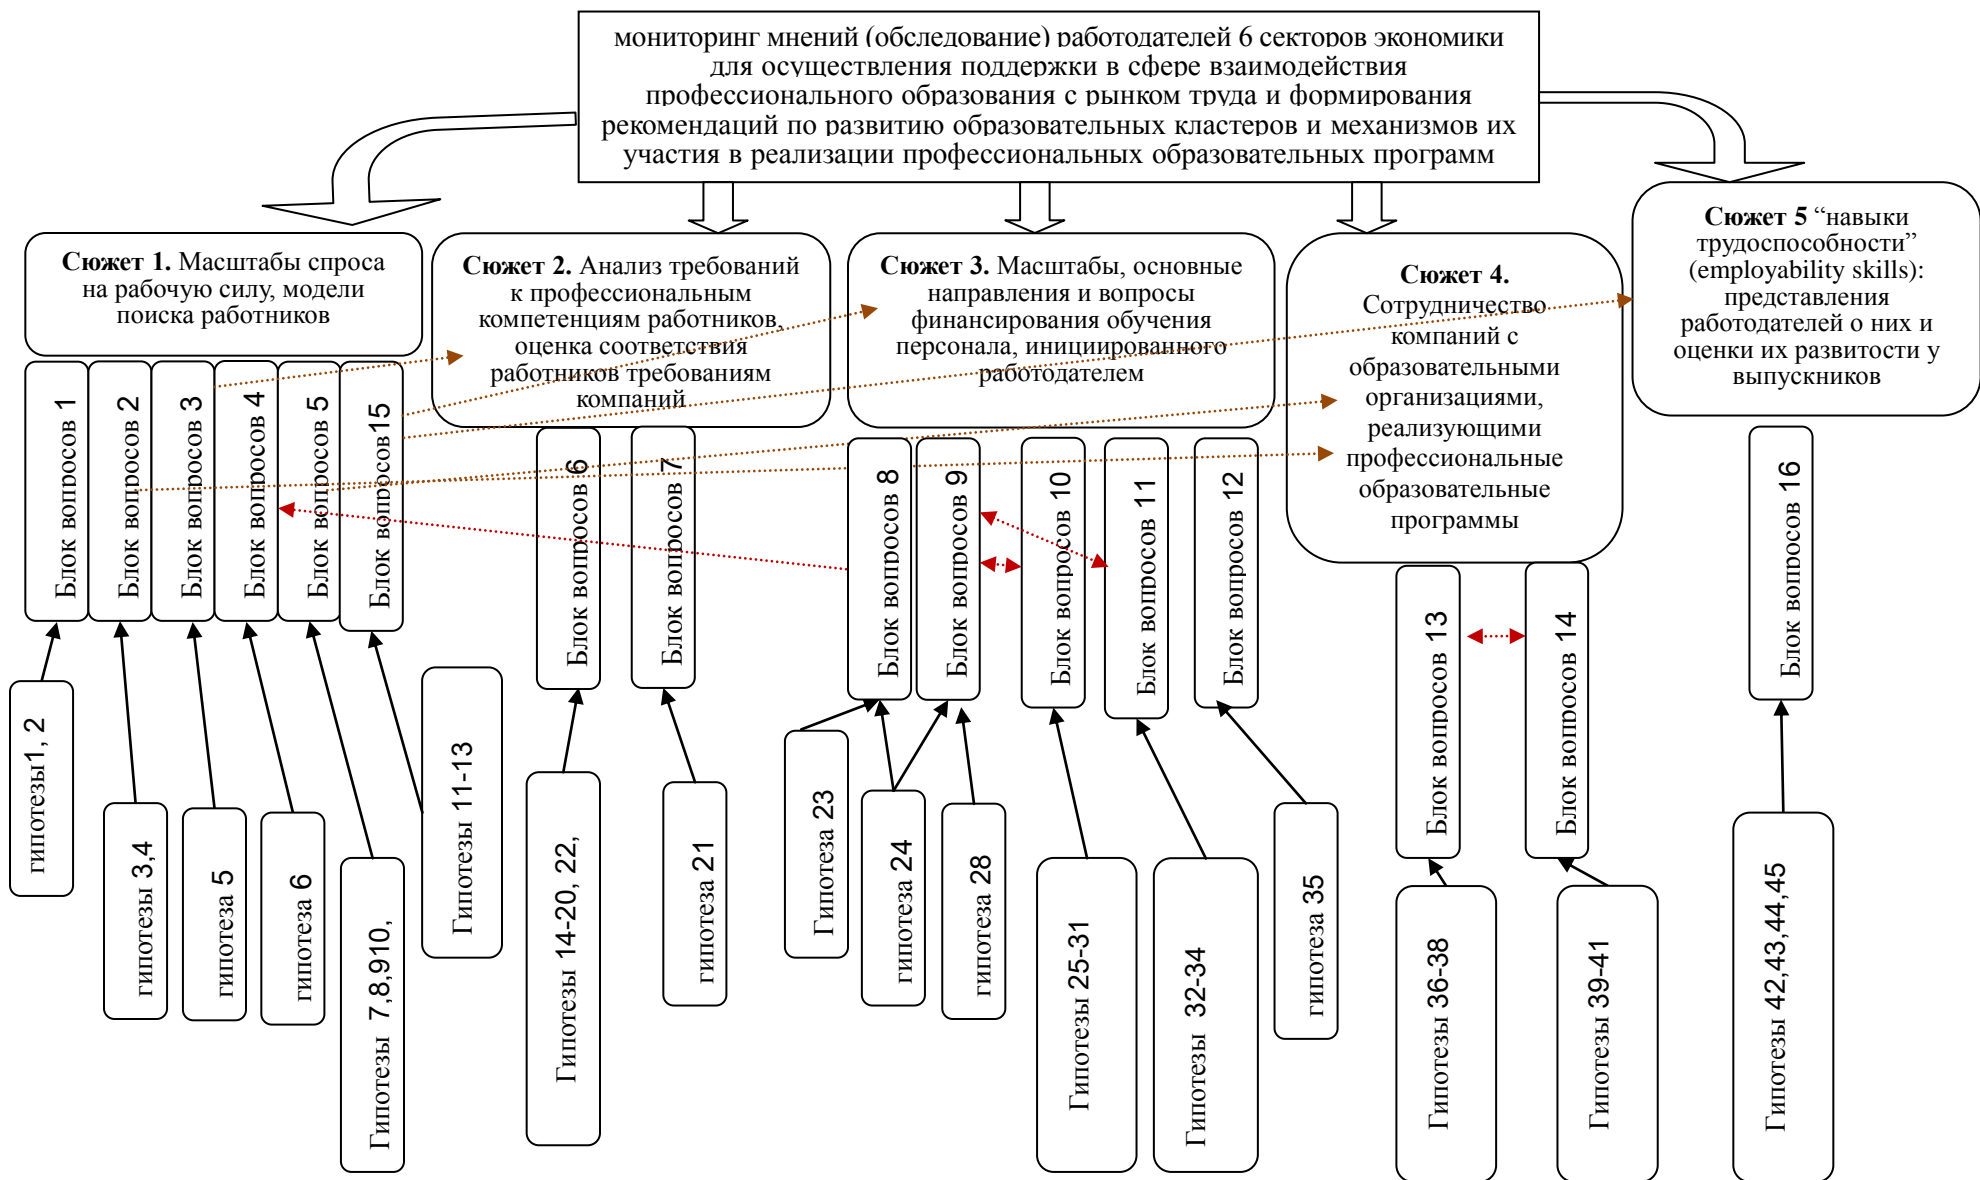 мониторинг мнений (обследование) работодателей 6 секторов экономики
для осуществления поддержки в сфере взаимодействия
профессионального образования с рынком труда и формирования
рекомендаций по развитию образовательных кластеров и механизмов их
участия в реализации профессиональных образовательных программ
Сюжет 1. Масштабы спроса
на рабочую силу, модели
поиска работников
Сюжет 2. Анализ требований
к профессиональным
компетенциям работников,
оценка соответствия
работников требованиям
компаний
Сюжет 3. Масштабы, основные
направления и вопросы
финансирования обучения
персонала, инициированного
работодателем
Сюжет 4.
Сотрудничество
компаний с
образовательными
организациями,
реализующими
профессиональные
образовательные
программы
Сюжет 5 “навыки
трудоспособности”
(employability skills):
представления
работодателей о них и
оценки их развитости у
выпускников
Блок вопросов 1
Блок вопросов 2
Блок вопросов 3
Блок вопросов 4
Блок вопросов 5
Блок вопросов 15
Блок вопросов 6
Блок вопросов 7
Блок вопросов 8
Блок вопросов 9
Блок вопросов 10
Блок вопросов 11
Блок вопросов 12
Блок вопросов 13
Блок вопросов 14
Блок вопросов 16
гипотезы1, 2
гипотезы 3,4
гипотеза 5
гипотеза 6
Гипотезы 7,8,910,
Гипотезы 11-13
Гипотезы 14-20, 22,
гипотеза 21
Гипотеза 23
гипотеза 24
гипотеза 28
Гипотезы 25-31
Гипотезы 32-34
гипотеза 35
Гипотезы 36-38
Гипотезы 39-41
Гипотезы 42,43,44,45